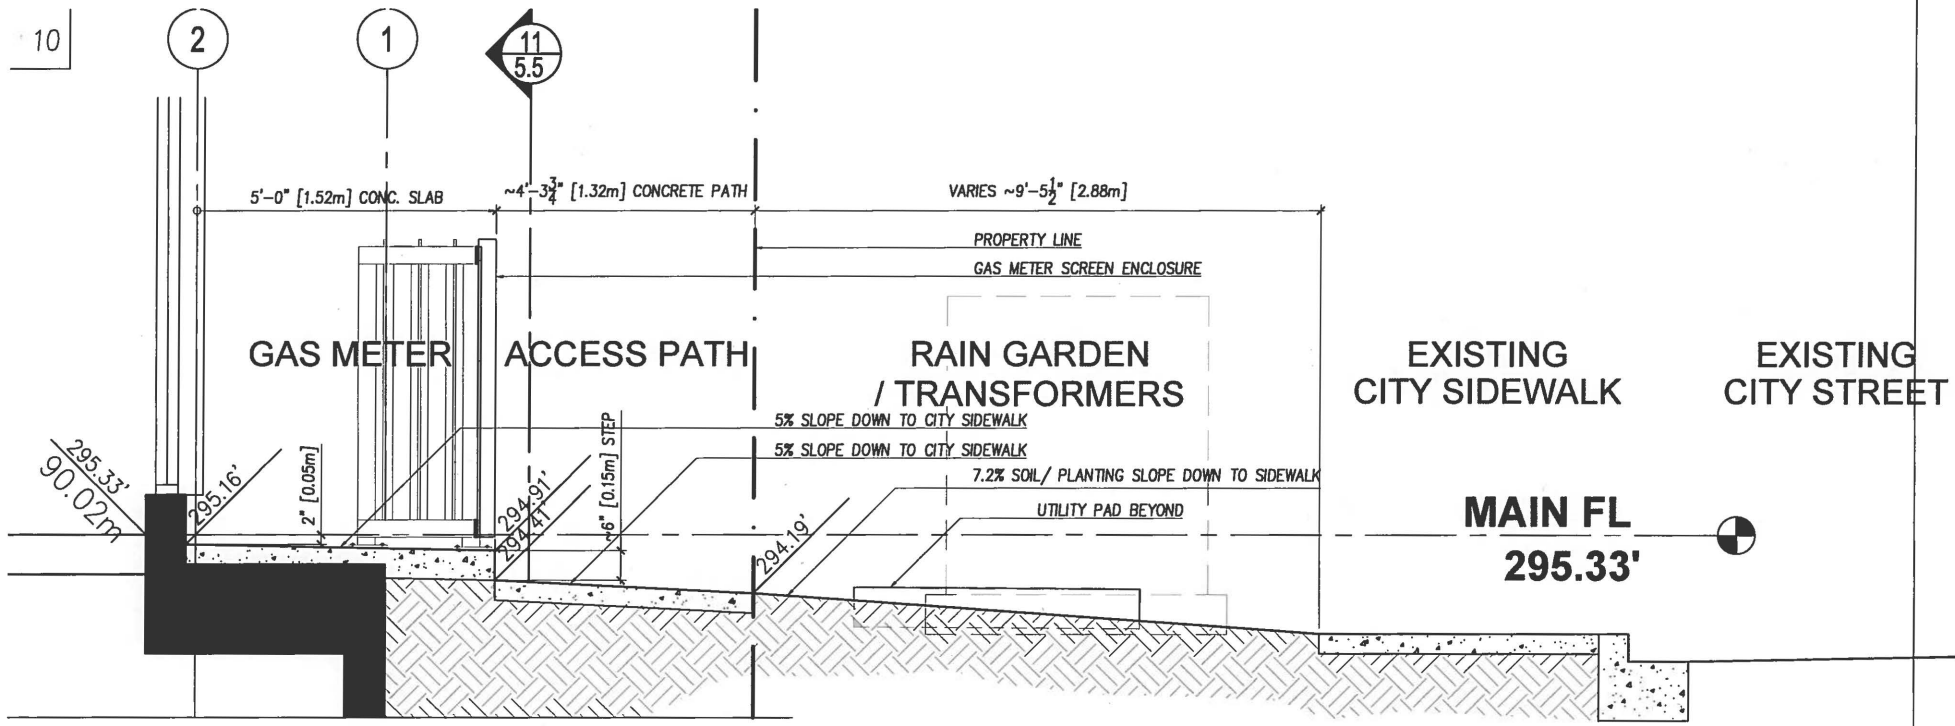 10
2
1
11
5.5
5'-0" [1.52m] CONC. SLAB
~4'-3¾" [1.32m] CONCRETE PATH
VARIES ~9'-5½" [2.88m]
PROPERTY LINE
GAS METER SCREEN ENCLOSURE
GAS METER
ACCESS PATH
RAIN GARDEN
/ TRANSFORMERS
EXISTING
CITY SIDEWALK
EXISTING
CITY STREET
5% SLOPE DOWN TO CITY SIDEWALK
5% SLOPE DOWN TO CITY SIDEWALK
7.2% SOIL/ PLANTING SLOPE DOWN TO SIDEWALK
UTILITY PAD BEYOND
295.33'
90.02m
295.16'
2" [0.05m]
294.91'
294.41'
~6" [0.15m] STEP
294.19'
MAIN FL
295.33'